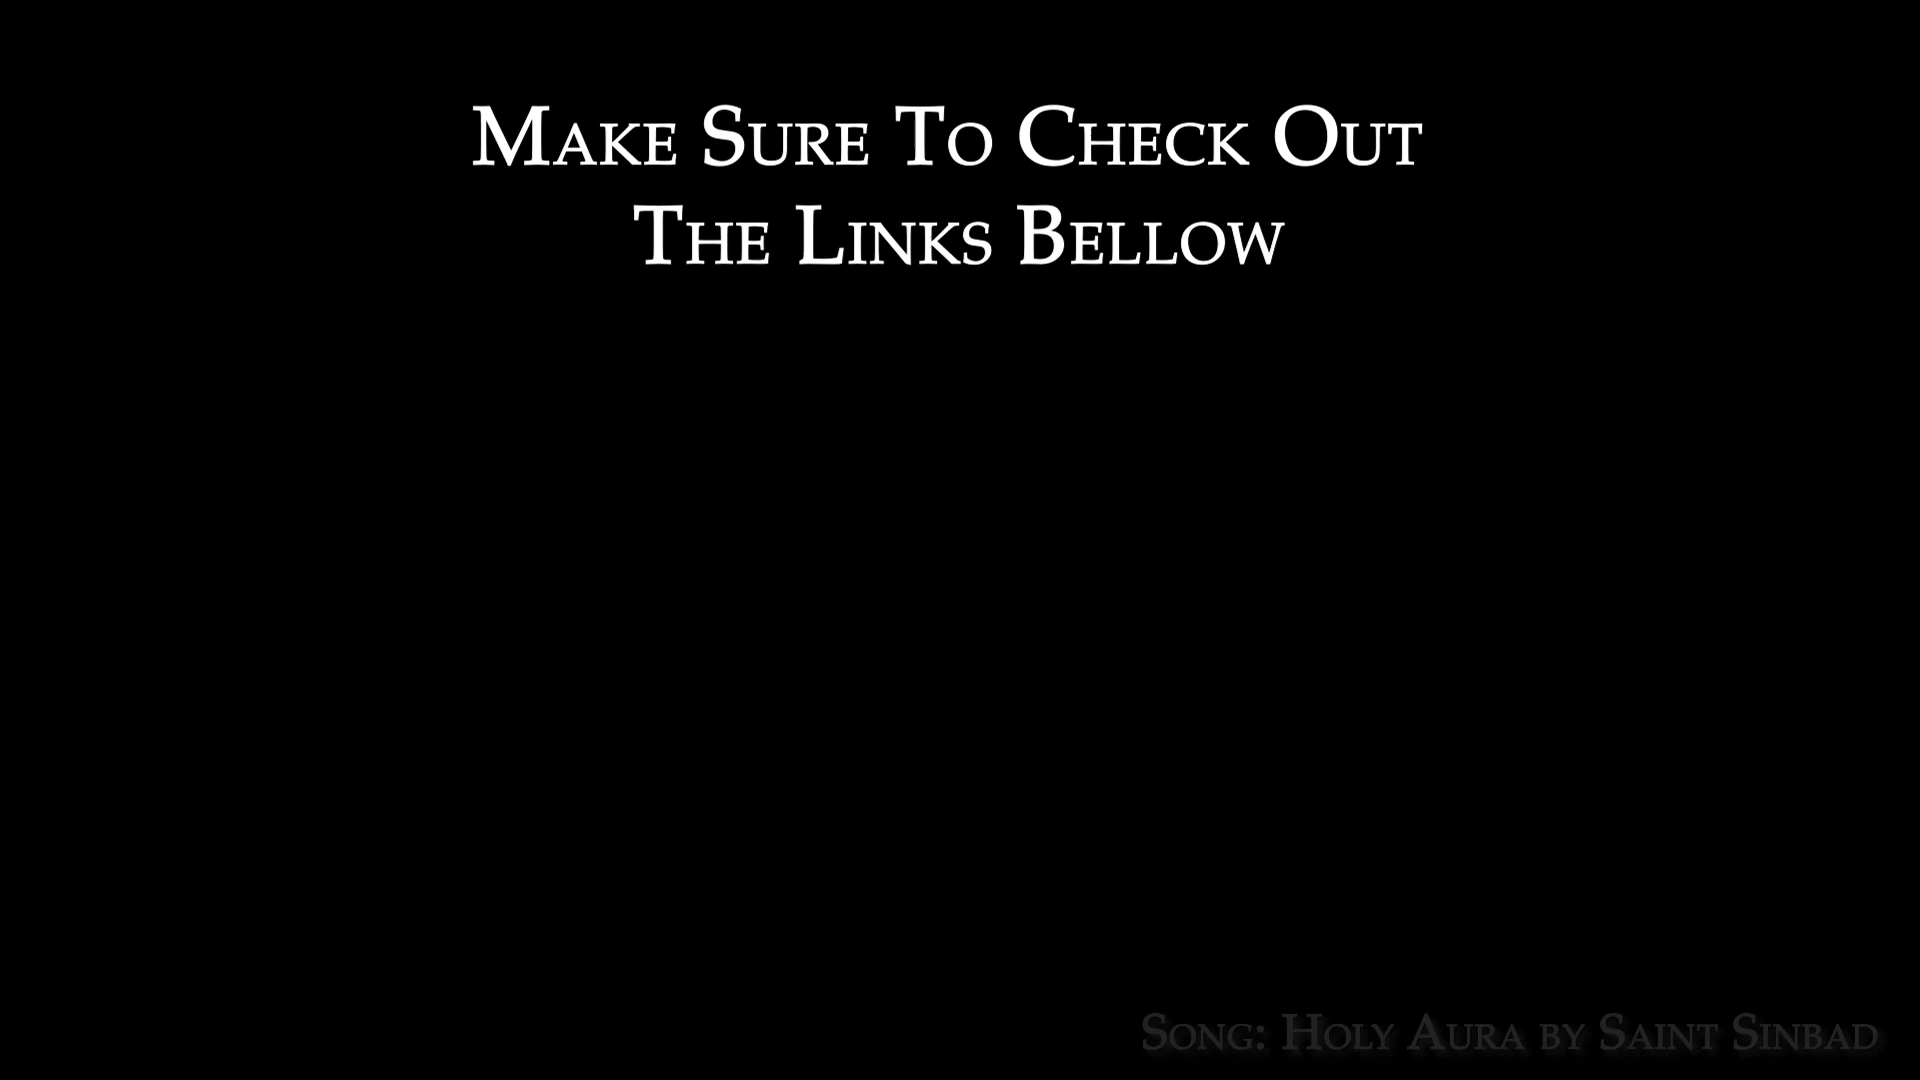 Make Sure To Check Out
The Links Bellow
Song: Holy Aura by Saint Sinbad